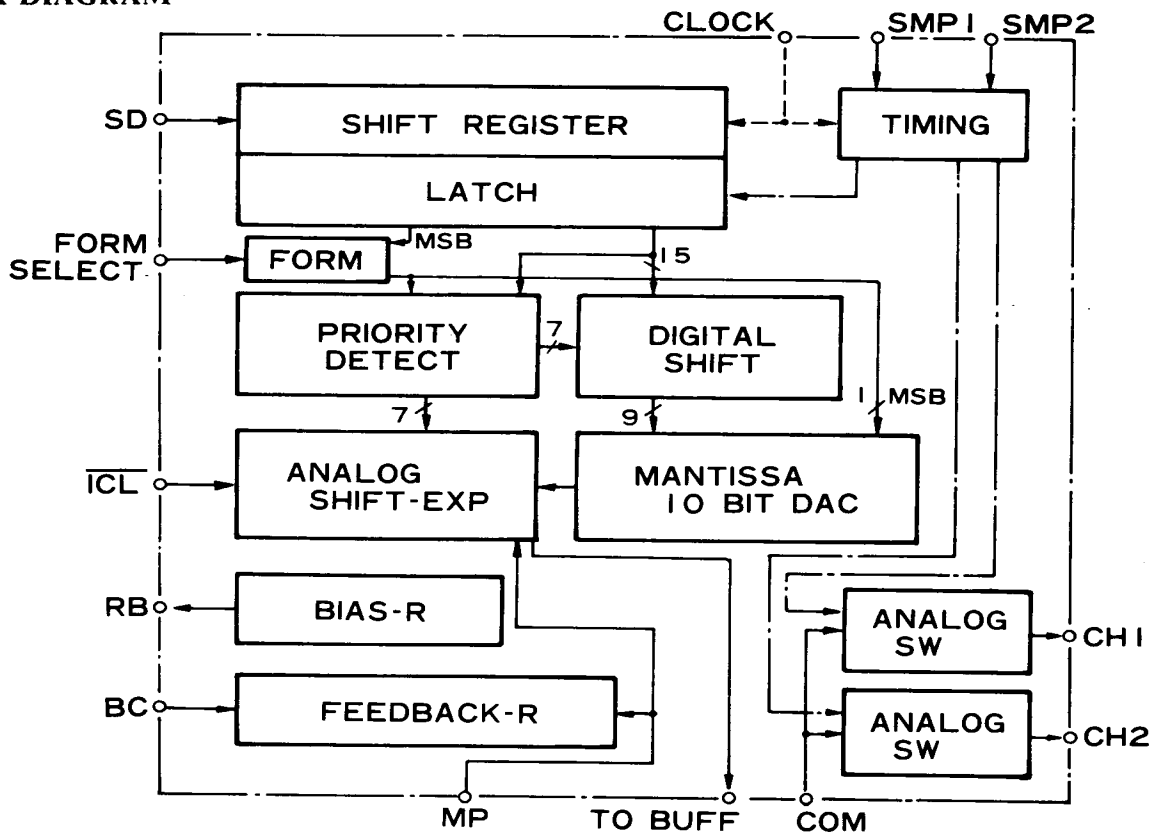 DIAGRAM
CLOCK
SMP1
SMP2
SD
SHIFT REGISTER
TIMING
LATCH
FORM
SELECT
FORM
MSB
15
PRIORITY
DETECT
7
DIGITAL
SHIFT
7
9
1
MSB
ICL
ANALOG
SHIFT-EXP
MANTISSA
10 BIT DAC
RB
BIAS-R
ANALOG
SW
CH1
BC
FEEDBACK-R
ANALOG
SW
CH2
MP
TO BUFF
COM